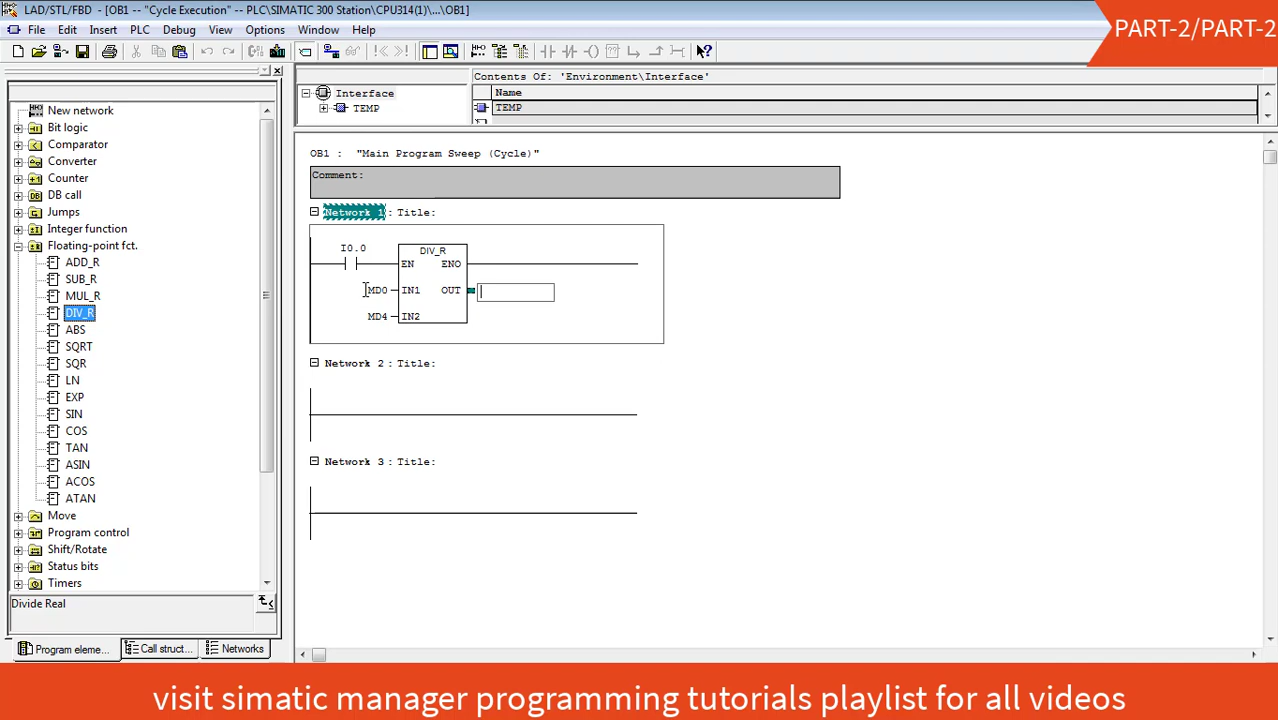 LAD/STL/FBD - [OB1 -- "Cycle Execution" -- PLC\SIMATIC 300 Station\CPU314(1)\...\OB1]
PART-2/PART-2
File Edit Insert PLC Debug View Options Window Help
Contents Of: 'Environment\Interface'
Interface
TEMP
Name
TEMP
New network
Bit logic
Comparator
Converter
Counter
DB call
Jumps
Integer function
Floating-point fct.
ADD_R
SUB_R
MUL_R
DIV_R
ABS
SQRT
SQR
LN
EXP
SIN
COS
TAN
ASIN
ACOS
ATAN
Move
Program control
Shift/Rotate
Status bits
Timers
Divide Real
Program eleme...
Call struct...
Networks
OB1 : "Main Program Sweep (Cycle)"
Comment:
Network 1 : Title:
I0.0
DIV_R
EN ENO
MD0 IN1 OUT
MD4 IN2
Network 2 : Title:
Network 3 : Title:
visit simatic manager programming tutorials playlist for all videos